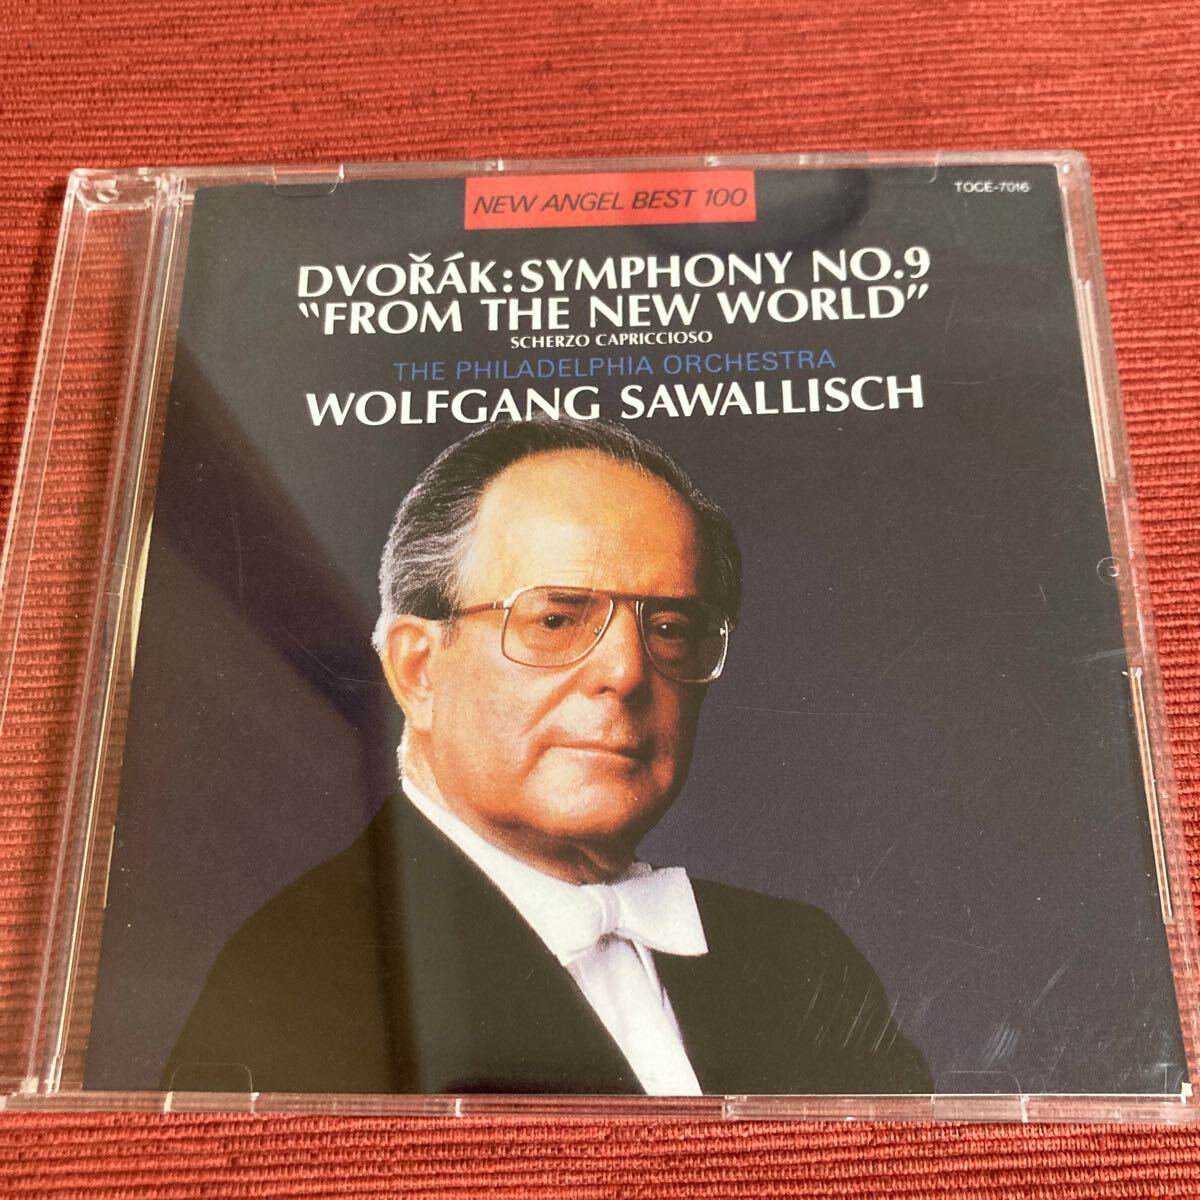 NEW ANGEL BEST 100
TOCE-7016
DVOŘÁK: SYMPHONY NO.9
"FROM THE NEW WORLD"
SCHERZO CAPRICCIOSO
THE PHILADELPHIA ORCHESTRA
WOLFGANG SAWALLISCH